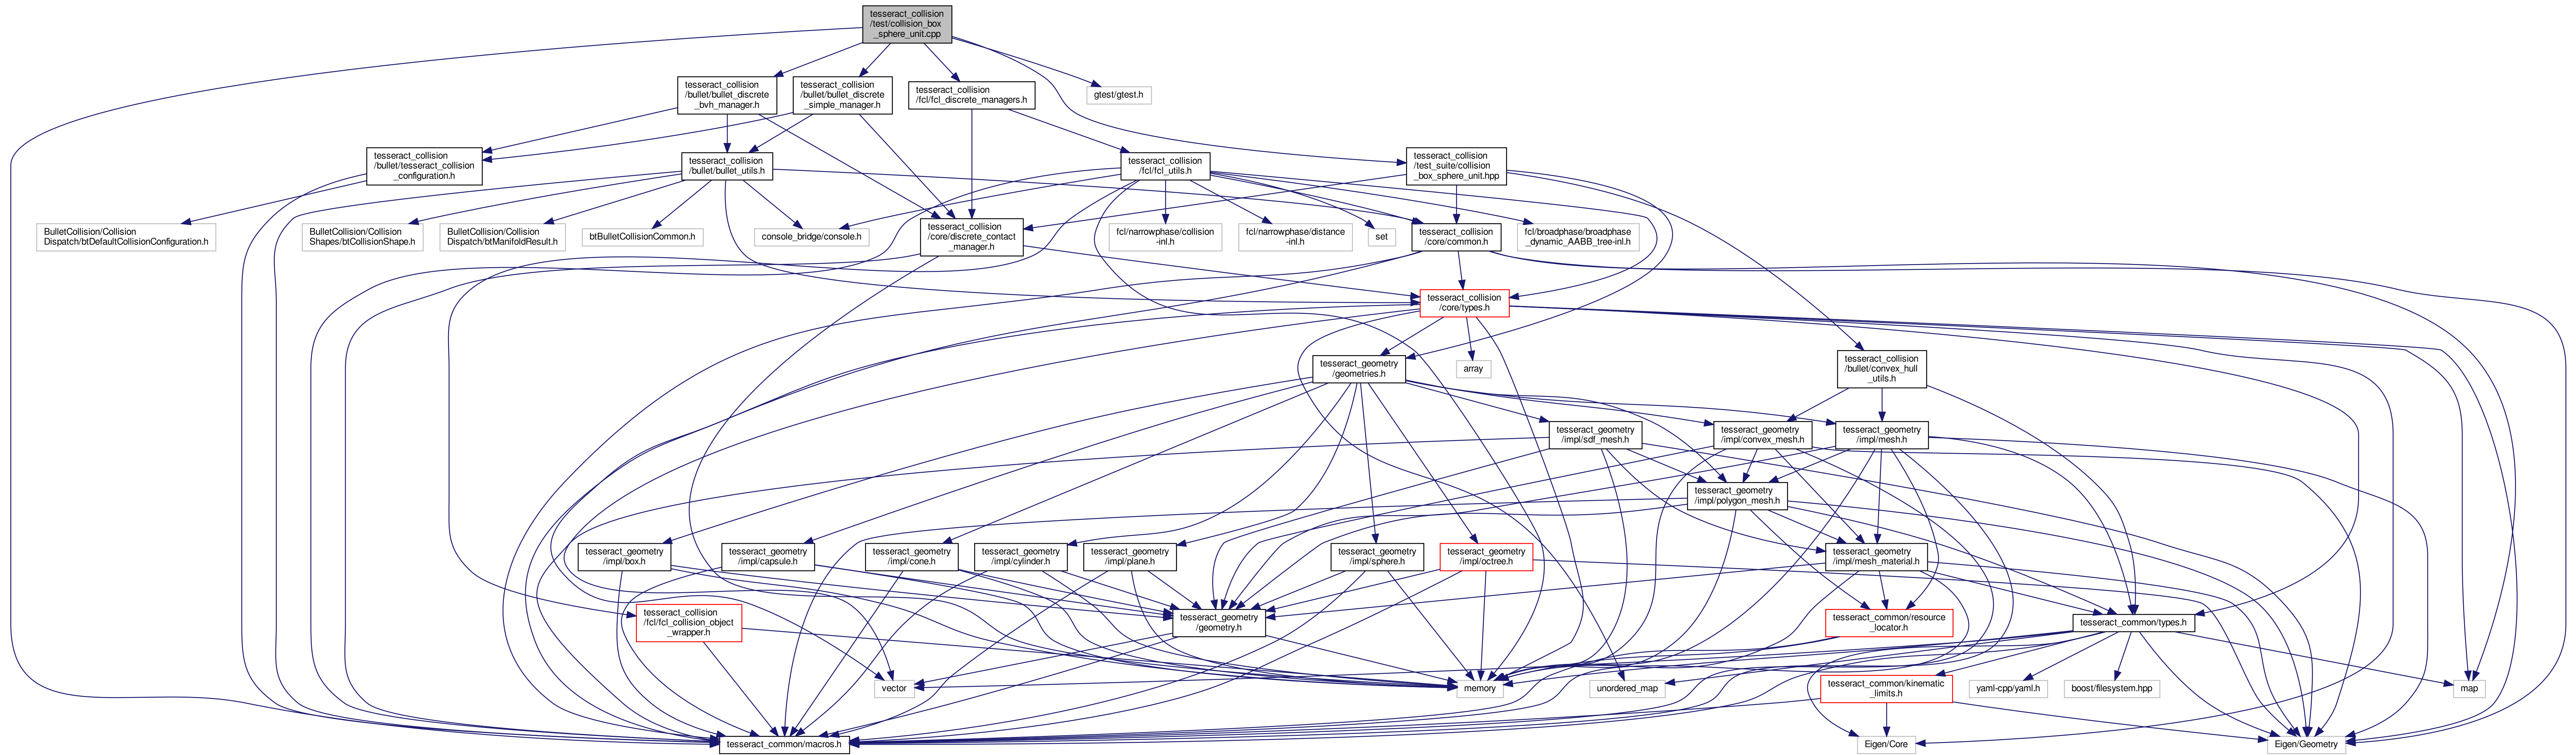 tesseract_collision
/test/collision_box
_sphere_unit.cpp
tesseract_collision
/bullet/bullet_discrete
_bvh_manager.h
tesseract_collision
/bullet/bullet_discrete
_simple_manager.h
tesseract_collision
/fcl/fcl_discrete_managers.h
gtest/gtest.h
tesseract_collision
/bullet/tesseract_collision
_configuration.h
tesseract_collision
/bullet/bullet_utils.h
tesseract_collision
/fcl/fcl_utils.h
tesseract_collision
/test_suite/collision
_box_sphere_unit.hpp
BulletCollision/Collision
Dispatch/btDefaultCollisionConfiguration.h
BulletCollision/Collision
Shapes/btCollisionShape.h
BulletCollision/Collision
Dispatch/btManifoldResult.h
btBulletCollisionCommon.h
console_bridge/console.h
tesseract_collision
/core/discrete_contact
_manager.h
fcl/narrowphase/collision
-inl.h
fcl/narrowphase/distance
-inl.h
set
tesseract_collision
/core/common.h
fcl/broadphase/broadphase
_dynamic_AABB_tree-inl.h
tesseract_collision
/core/types.h
tesseract_geometry
/geometries.h
array
tesseract_collision
/bullet/convex_hull
_utils.h
tesseract_geometry
/impl/sdf_mesh.h
tesseract_geometry
/impl/convex_mesh.h
tesseract_geometry
/impl/mesh.h
tesseract_geometry
/impl/polygon_mesh.h
tesseract_geometry
/impl/box.h
tesseract_geometry
/impl/capsule.h
tesseract_geometry
/impl/cone.h
tesseract_geometry
/impl/cylinder.h
tesseract_geometry
/impl/plane.h
tesseract_geometry
/impl/sphere.h
tesseract_geometry
/impl/octree.h
tesseract_geometry
/impl/mesh_material.h
tesseract_collision
/fcl/fcl_collision_object
_wrapper.h
tesseract_geometry
/geometry.h
tesseract_common/resource
_locator.h
tesseract_common/types.h
vector
memory
unordered_map
tesseract_common/kinematic
_limits.h
yaml-cpp/yaml.h
boost/filesystem.hpp
map
tesseract_common/macros.h
Eigen/Core
Eigen/Geometry